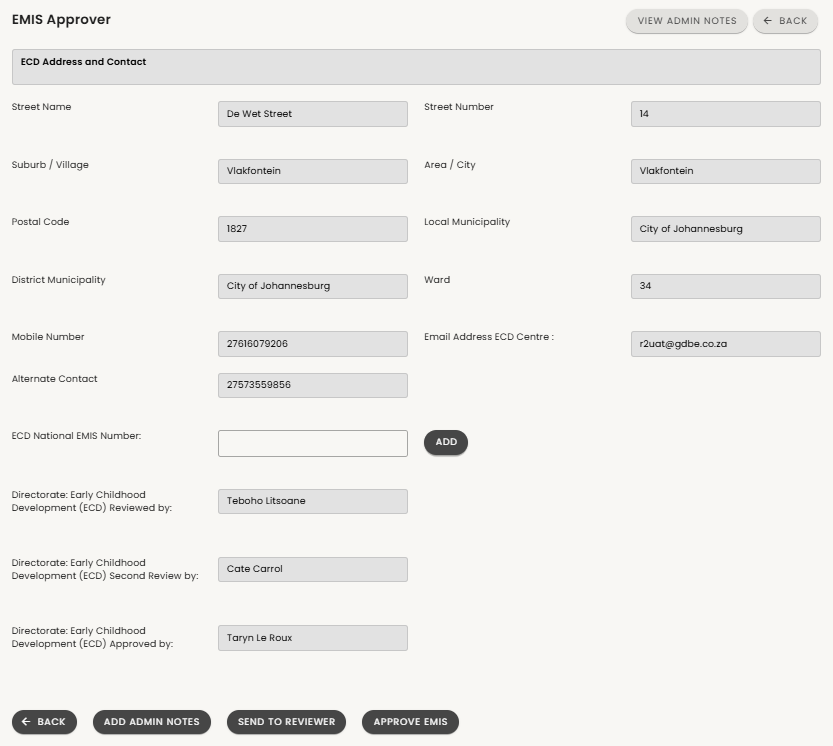 EMIS Approver
VIEW ADMIN NOTES
← BACK
ECD Address and Contact
Street Name
De Wet Street
Street Number
14
Suburb / Village
Vlakfontein
Area / City
Vlakfontein
Postal Code
1827
Local Municipality
City of Johannesburg
District Municipality
City of Johannesburg
Ward
34
Mobile Number
27616079206
Email Address ECD Centre :
r2uat@gdbe.co.za
Alternate Contact
27573559856
ECD National EMIS Number:
ADD
Directorate: Early Childhood
Development (ECD) Reviewed by:
Teboho Litsoane
Directorate: Early Childhood
Development (ECD) Second Review by:
Cate Carrol
Directorate: Early Childhood
Development (ECD) Approved by:
Taryn Le Roux
← BACK
ADD ADMIN NOTES
SEND TO REVIEWER
APPROVE EMIS